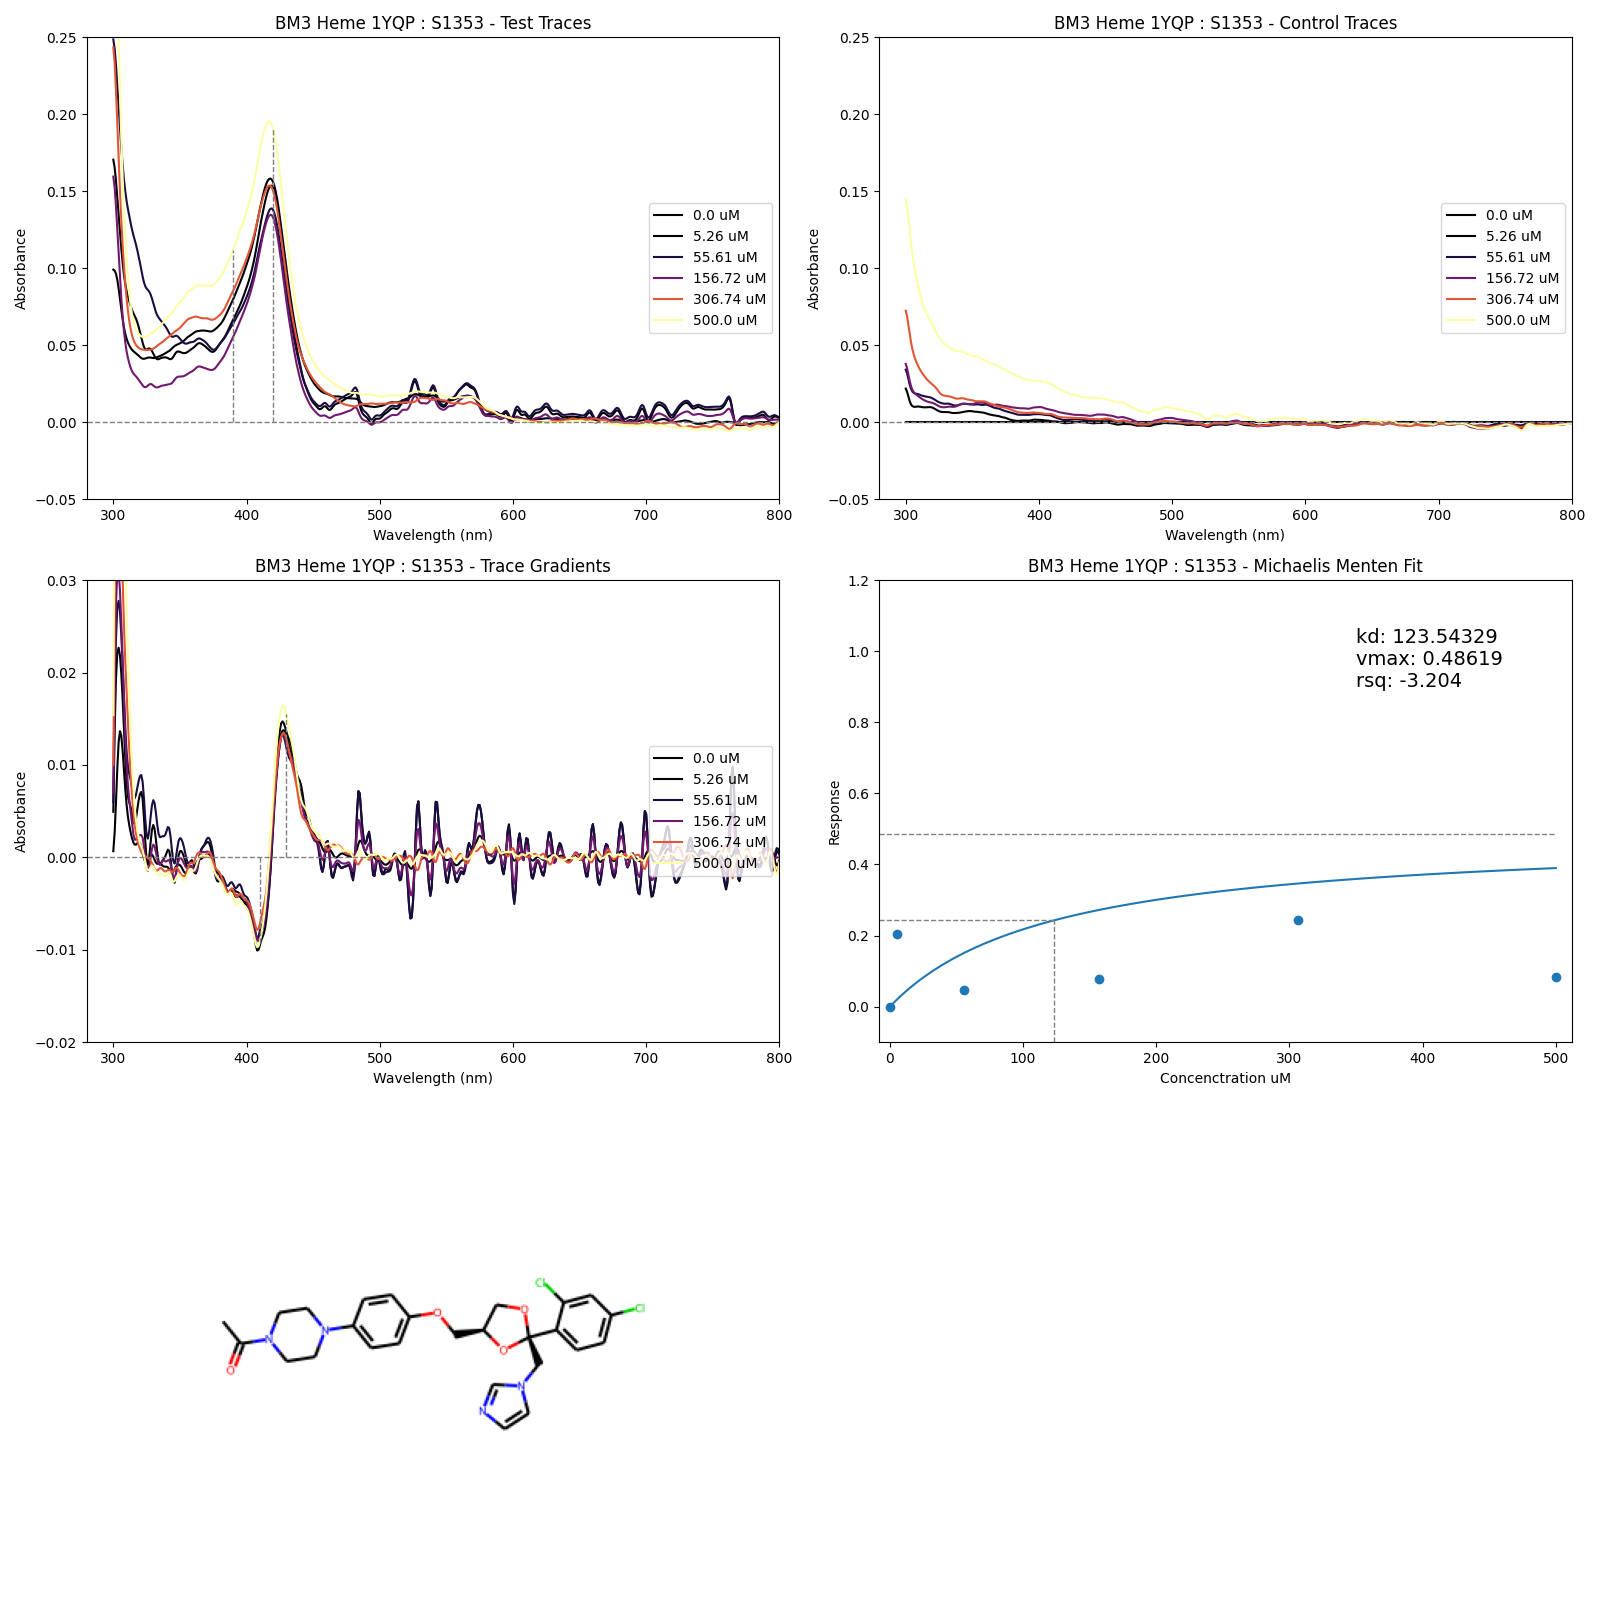 BM3 Heme 1YQP : S1353 - Test Traces
Absorbance
0.25
0.20
0.15
0.10
0.05
0.00
−0.05
300 400 500 600 700 800
Wavelength (nm)
0.0 uM
5.26 uM
55.61 uM
156.72 uM
306.74 uM
500.0 uM
BM3 Heme 1YQP : S1353 - Control Traces
Absorbance
0.25
0.20
0.15
0.10
0.05
0.00
−0.05
300 400 500 600 700 800
Wavelength (nm)
0.0 uM
5.26 uM
55.61 uM
156.72 uM
306.74 uM
500.0 uM
BM3 Heme 1YQP : S1353 - Trace Gradients
Absorbance
0.03
0.02
0.01
0.00
−0.01
−0.02
300 400 500 600 700 800
Wavelength (nm)
0.0 uM
5.26 uM
55.61 uM
156.72 uM
306.74 uM
500.0 uM
BM3 Heme 1YQP : S1353 - Michaelis Menten Fit
Response
1.2
1.0
0.8
0.6
0.4
0.2
0.0
0 100 200 300 400 500
Concenctration uM
kd: 123.54329
vmax: 0.48619
rsq: -3.204
Cl
Cl
O
O
N
N
O
O
N
N